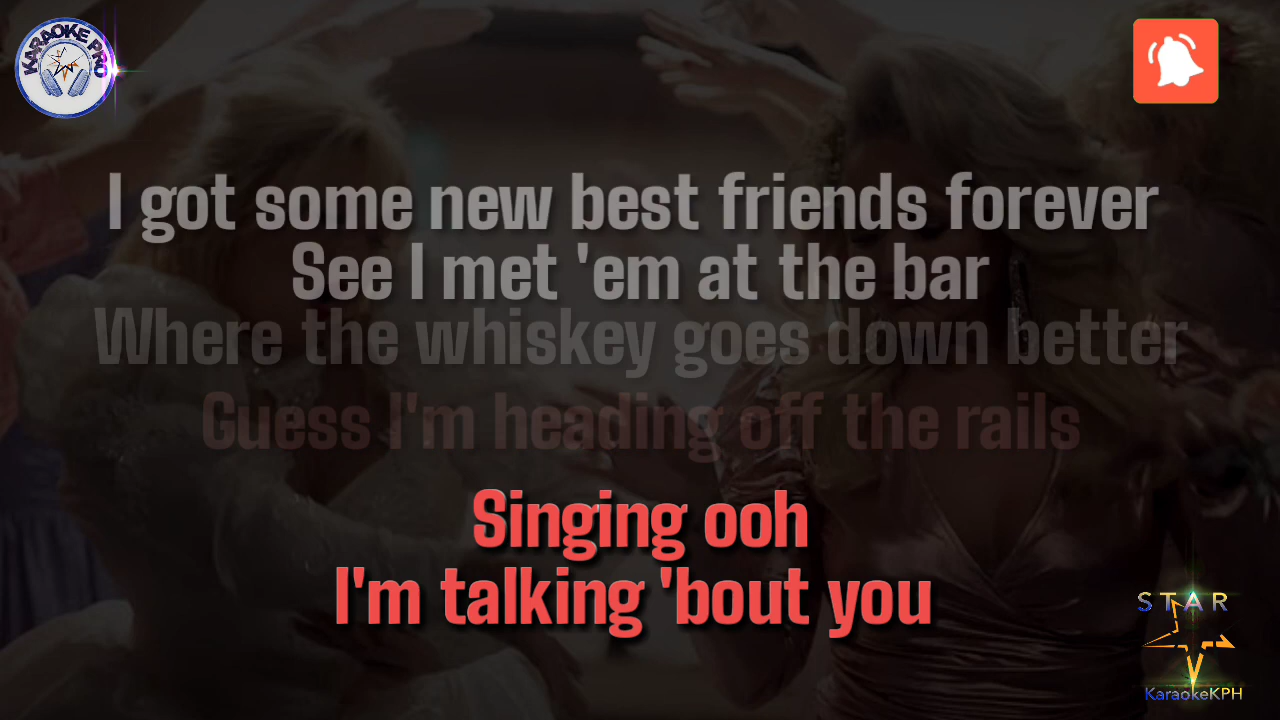 KARAOKE PRO
I got some new best friends forever
See I met 'em at the bar
Where the whiskey goes down better
Guess I'm heading off the rails
Singing ooh
I'm talking 'bout you
STAR
KaraokeKPH